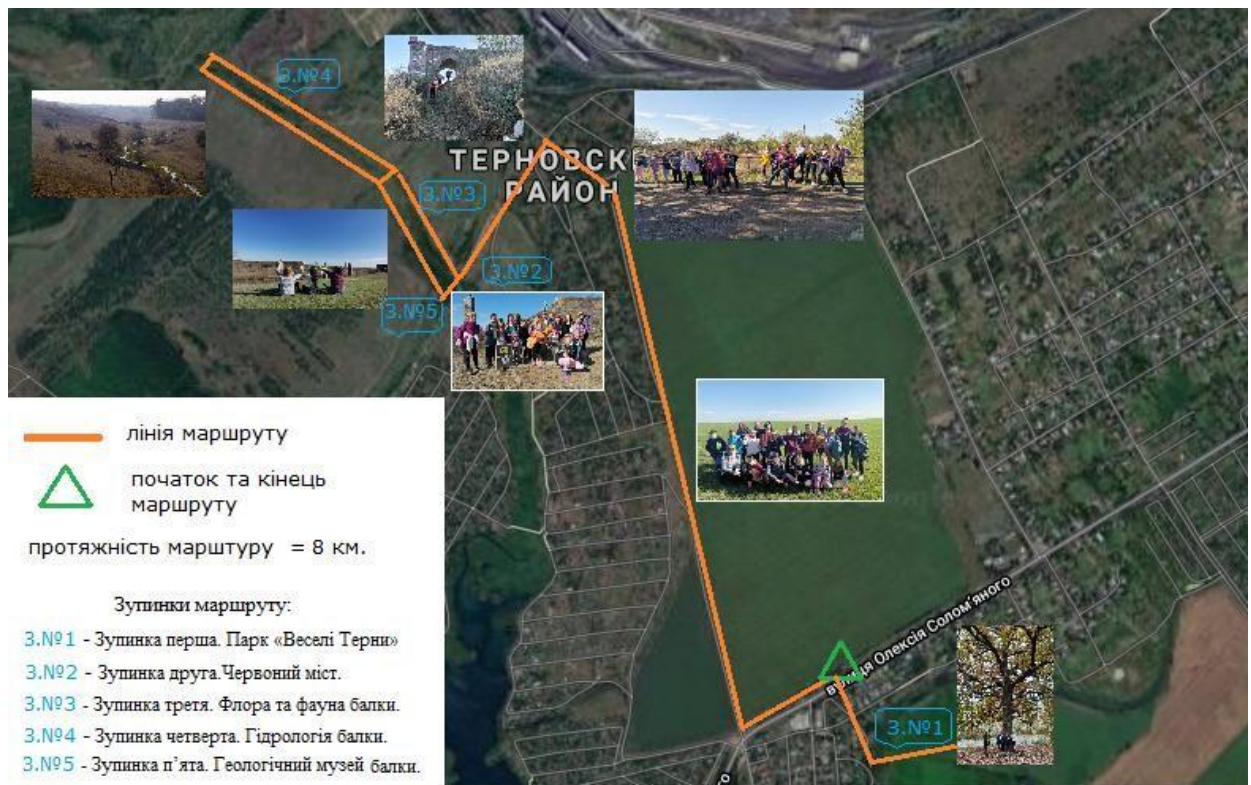 З.№4
ТЕРНОВСК
РАЙОН
З.№3
З.№2
З.№5
лінія маршруту
початок та кінець
маршруту
протяжність марштуру = 8 км.
Зупинки маршруту:
З.№1 - Зупинка перша. Парк «Веселі Терни»
З.№2 - Зупинка друга.Червоний міст.
З.№3 - Зупинка третя. Флора та фауна балки.
З.№4 - Зупинка четверта. Гідрологія балки.
З.№5 - Зупинка п’ята. Геологічний музей балки.
вулиця Олексія Солом'яного
З.№1